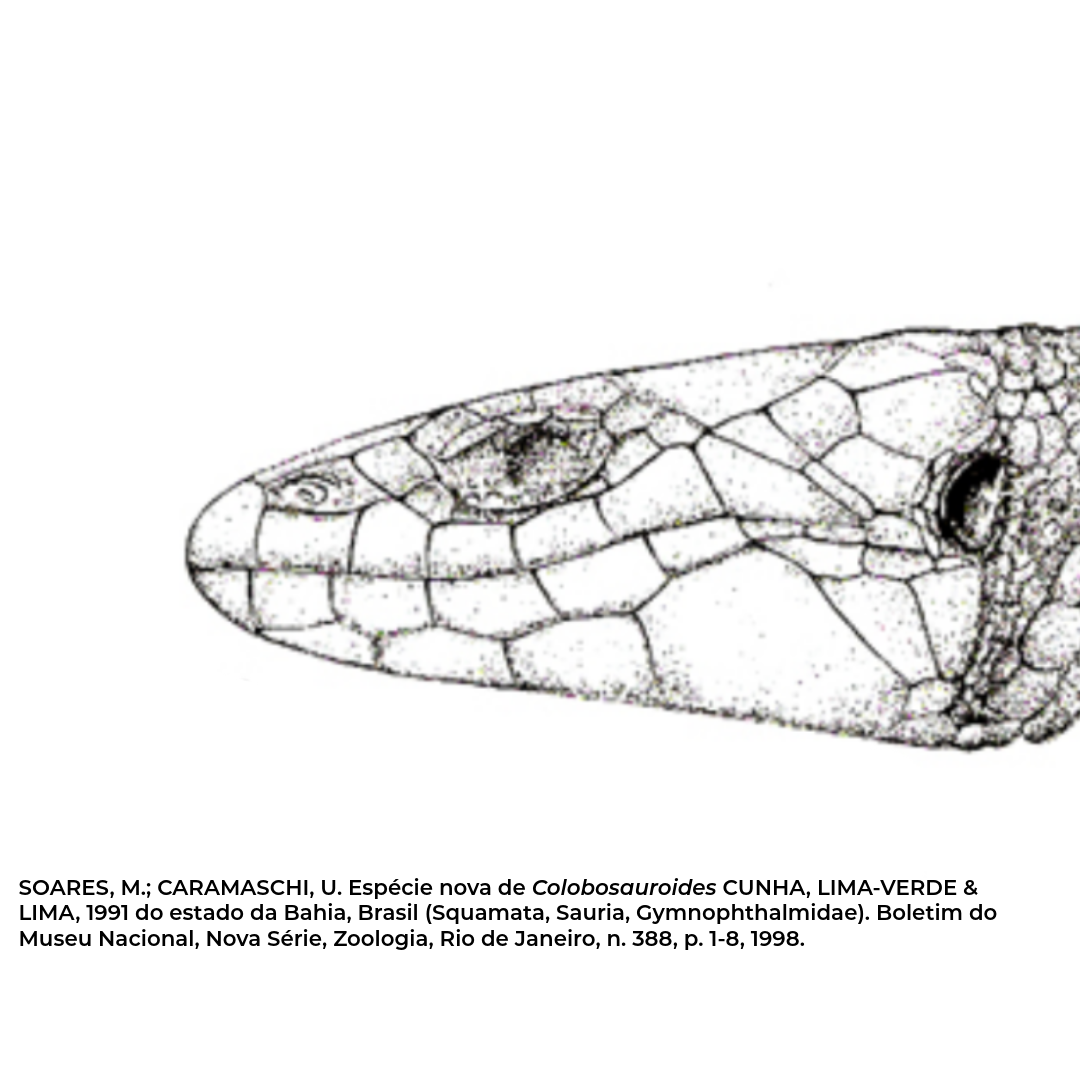 SOARES, M.; CARAMASCHI, U. Espécie nova de Colobosauroides CUNHA, LIMA-VERDE &
LIMA, 1991 do estado da Bahia, Brasil (Squamata, Sauria, Gymnophthalmidae). Boletim do
Museu Nacional, Nova Série, Zoologia, Rio de Janeiro, n. 388, p. 1-8, 1998.